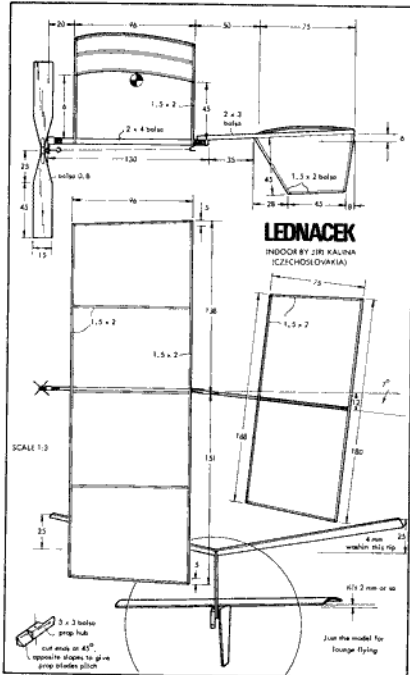 20
96
50
75
1,5 x 2
2 x 4 balsa
45
2 x 3
balsa
6
130
35
25
balsa 0,8
45
15
1,5 x 2 balsa
45
28
45
8
LEDNACEK
INDOOR BY JIRI KALINA
(CZECHOSLOVAKIA)
96
5
75
1,5 x 2
1,5 x 2
1,5 x 2
138
7°
12
SCALE 1:3
151
168
180
25
4 mm
washin this tip
25
5
tilt 2 mm or so
5 x 3 balsa
prop hub
cut ends at 45°,
opposite slopes to give
prop blades pitch
Just the model for
lounge flying